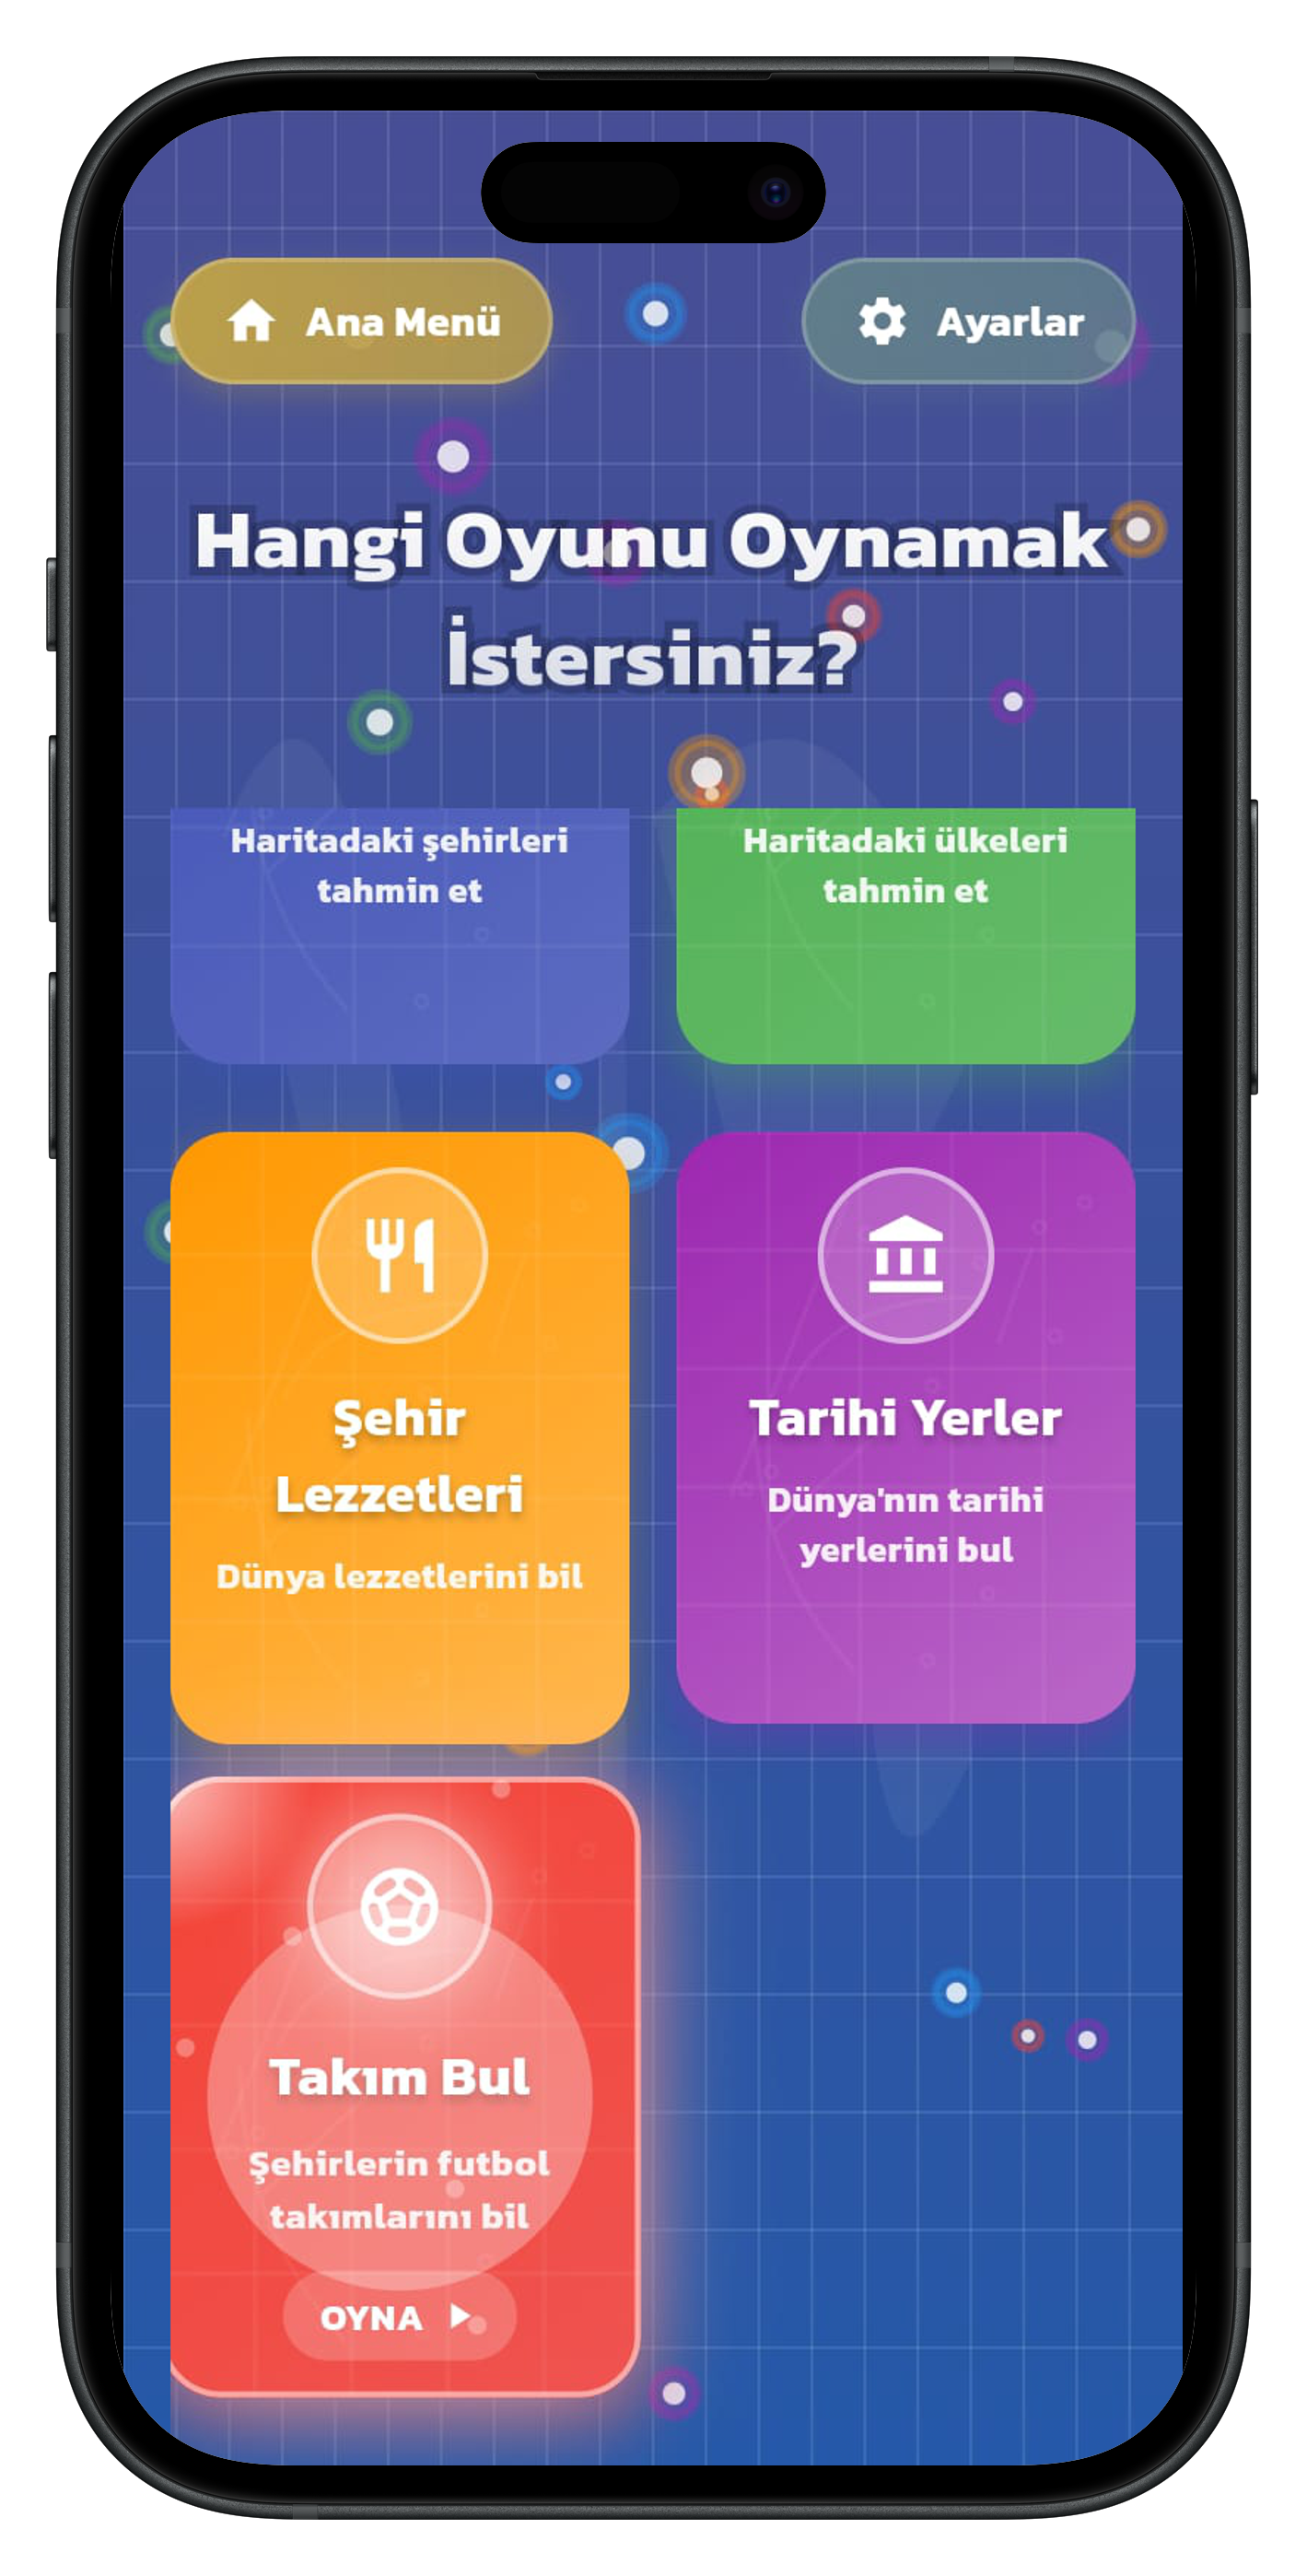 Ana Menü
Ayarlar
Hangi Oyunu Oynamak
İstersiniz?
Haritadaki şehirleri
tahmin et
Haritadaki ülkeleri
tahmin et
Şehir
Lezzetleri
Dünya lezzetlerini bil
Tarihi Yerler
Dünya'nın tarihi
yerlerini bul
Takım Bul
Şehirlerin futbol
takımlarını bil
OYNA